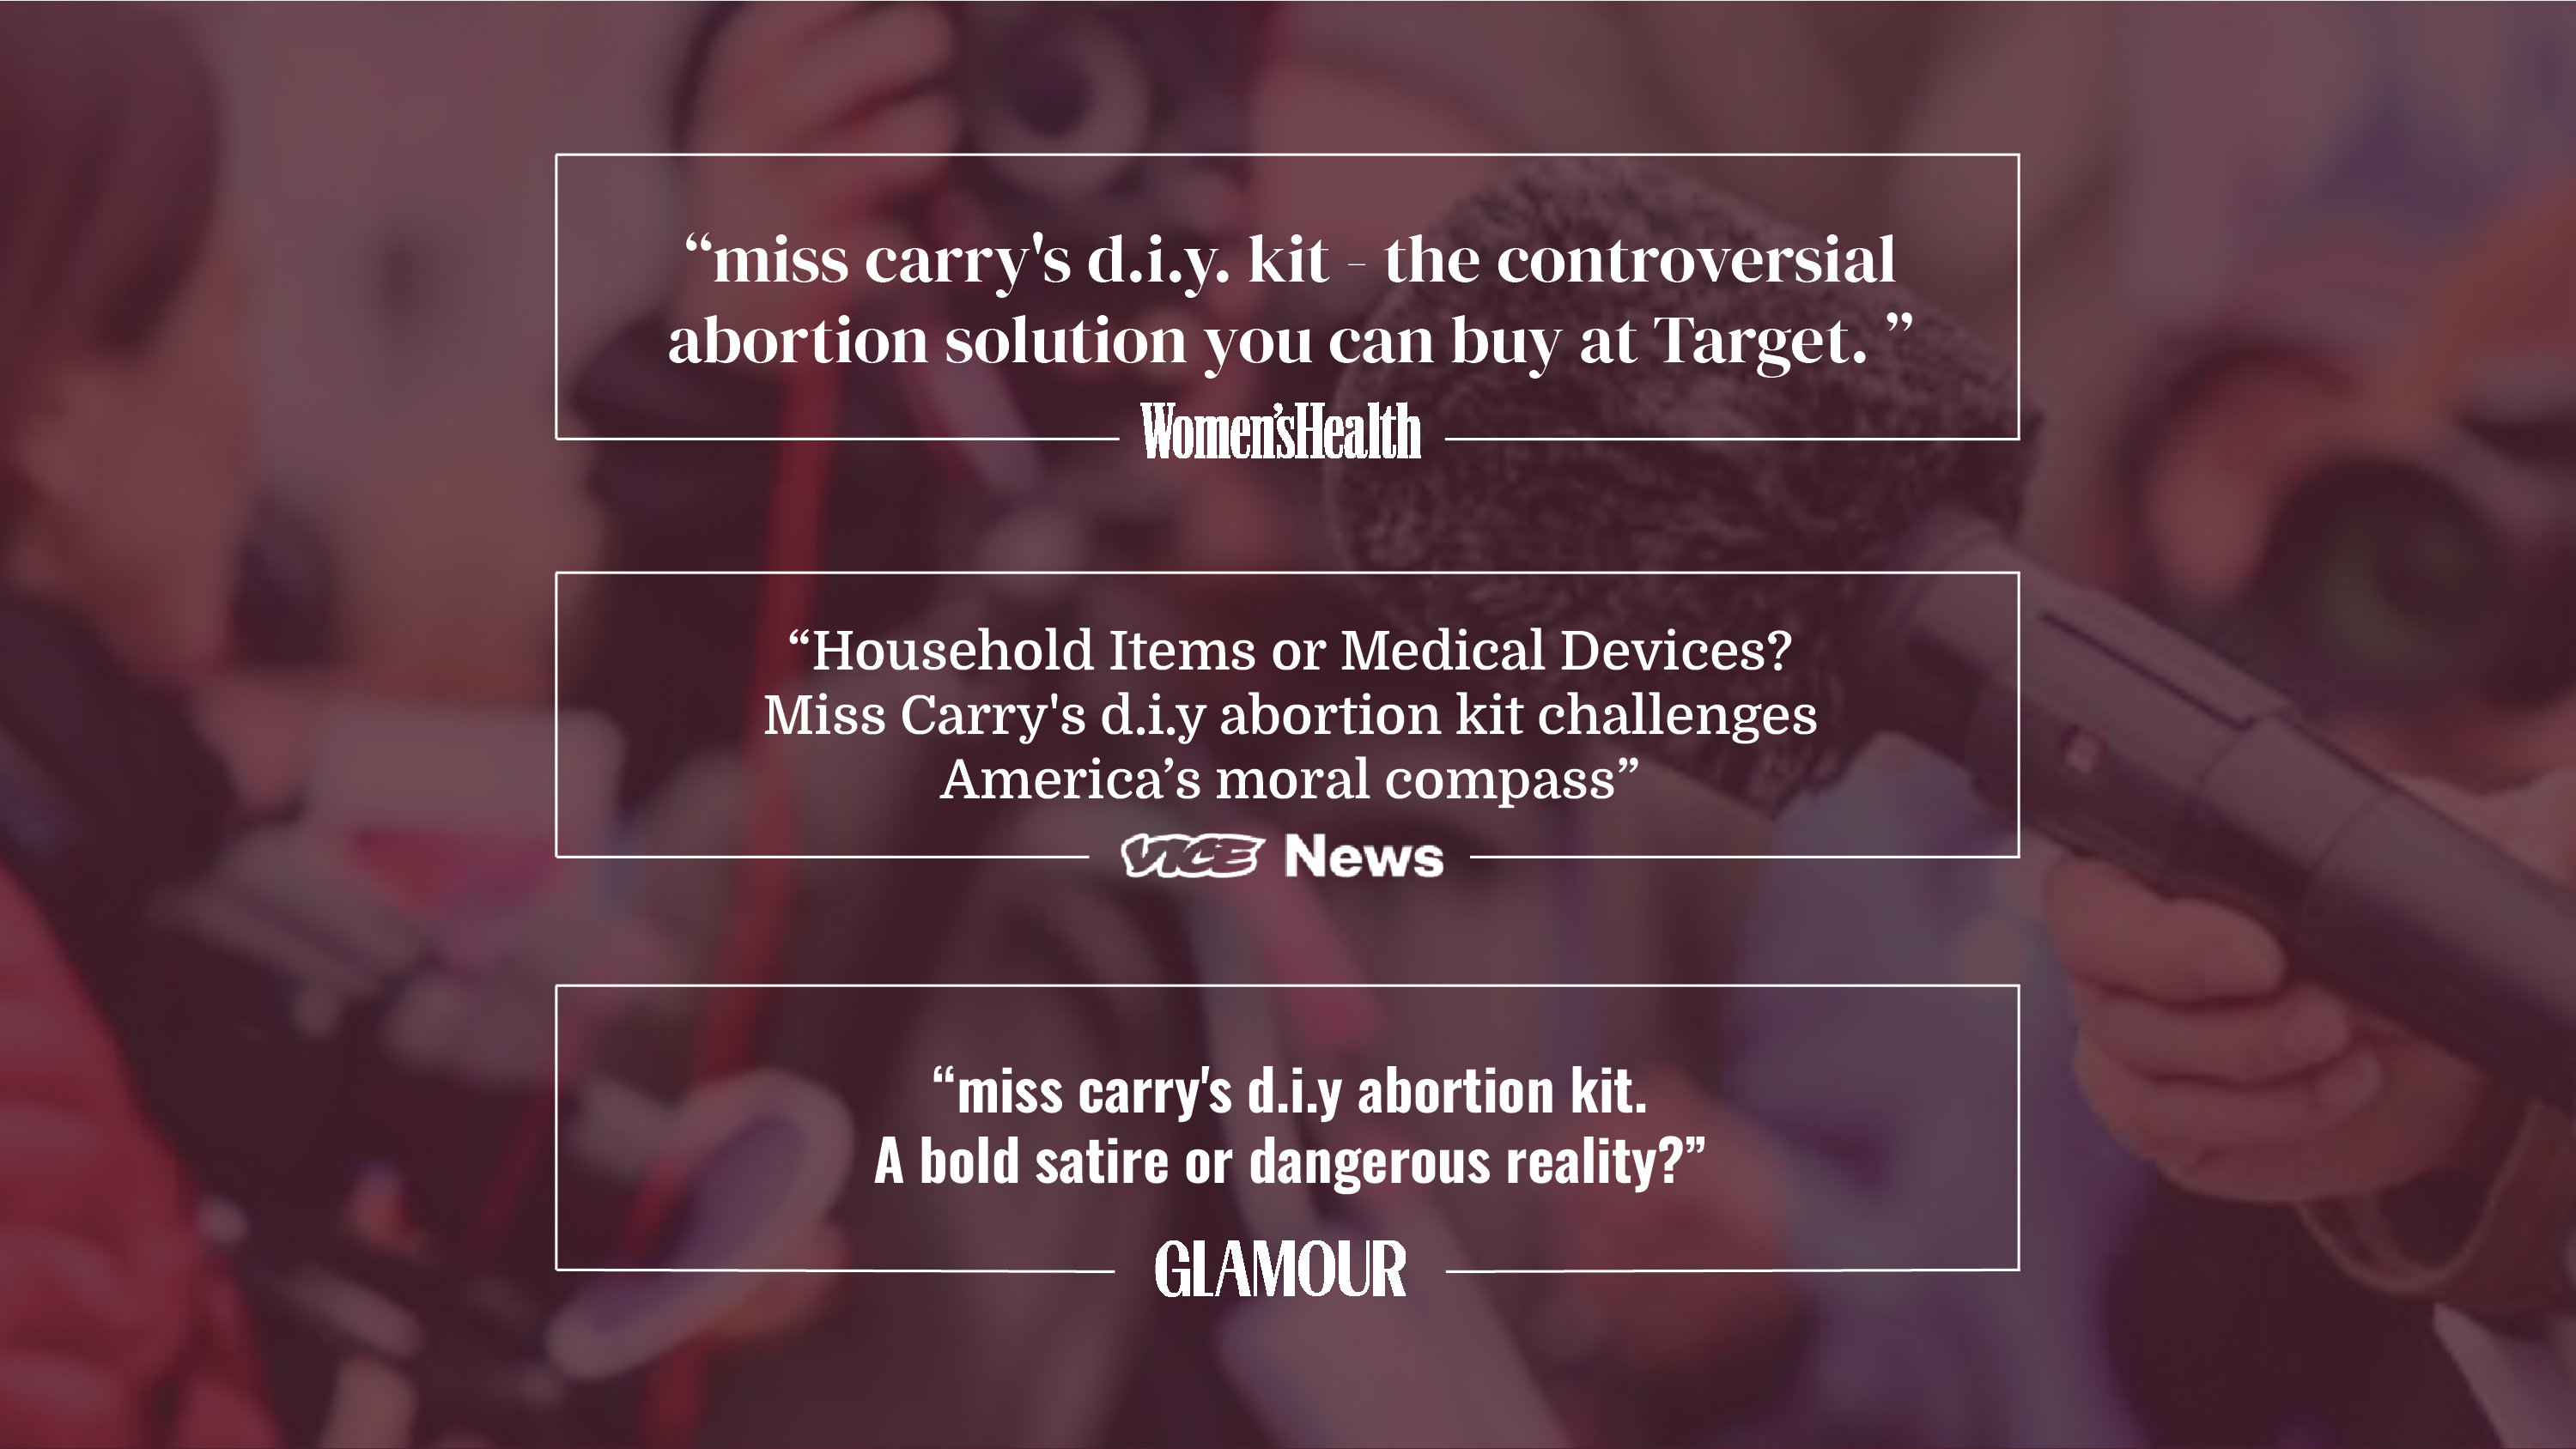 “miss carry's d.i.y. kit - the controversial
abortion solution you can buy at Target. ”
Women'sHealth
“Household Items or Medical Devices?
Miss Carry's d.i.y abortion kit challenges
America’s moral compass”
VICE News
“miss carry's d.i.y abortion kit.
A bold satire or dangerous reality?”
GLAMOUR